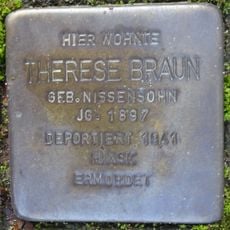 HIER WOHNTE
THERESE BRAUN
GEB. NISSENSOHN
JG. 1897
DEPORTIERT 1941
MINSK
ERMORDET